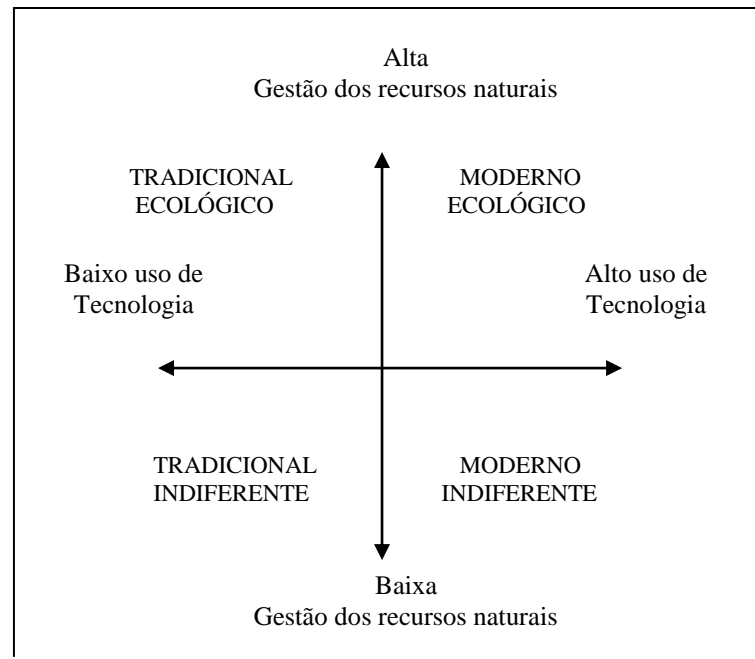 Alta
Gestão dos recursos naturais
TRADICIONAL
ECOLÓGICO
MODERNO
ECOLÓGICO
Baixo uso de
Tecnologia
Alto uso de
Tecnologia
TRADICIONAL
INDIFERENTE
MODERNO
INDIFERENTE
Baixa
Gestão dos recursos naturais